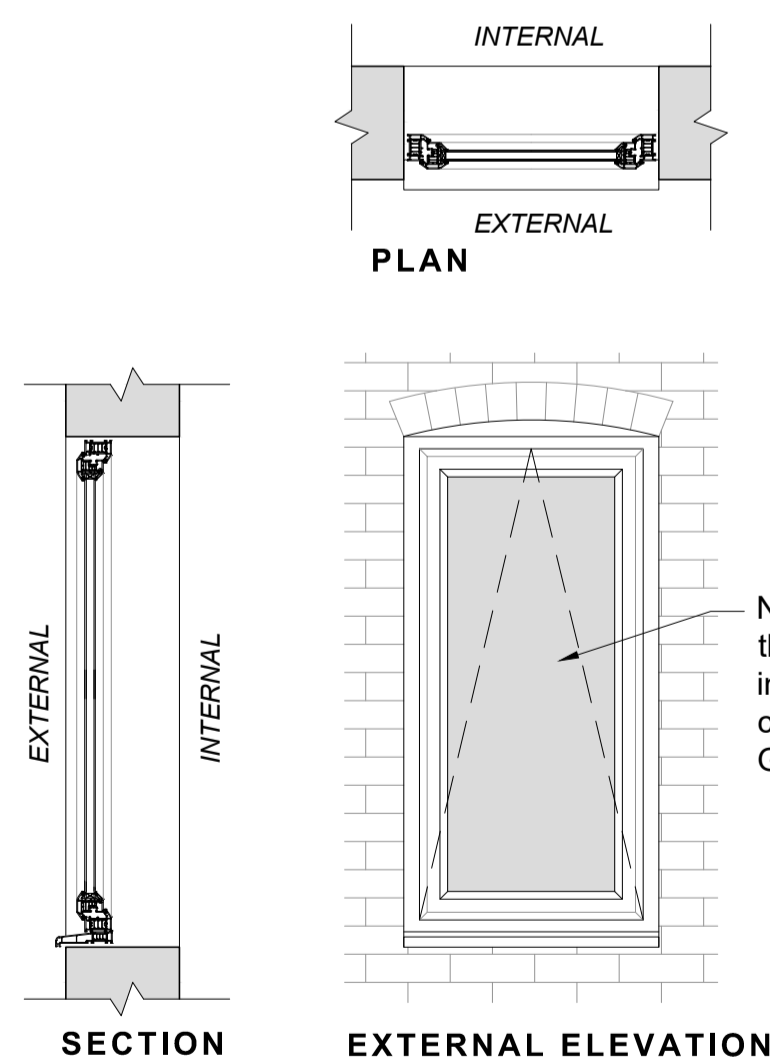 INTERNAL
EXTERNAL
PLAN
EXTERNAL
INTERNAL
SECTION
EXTERNAL ELEVATION